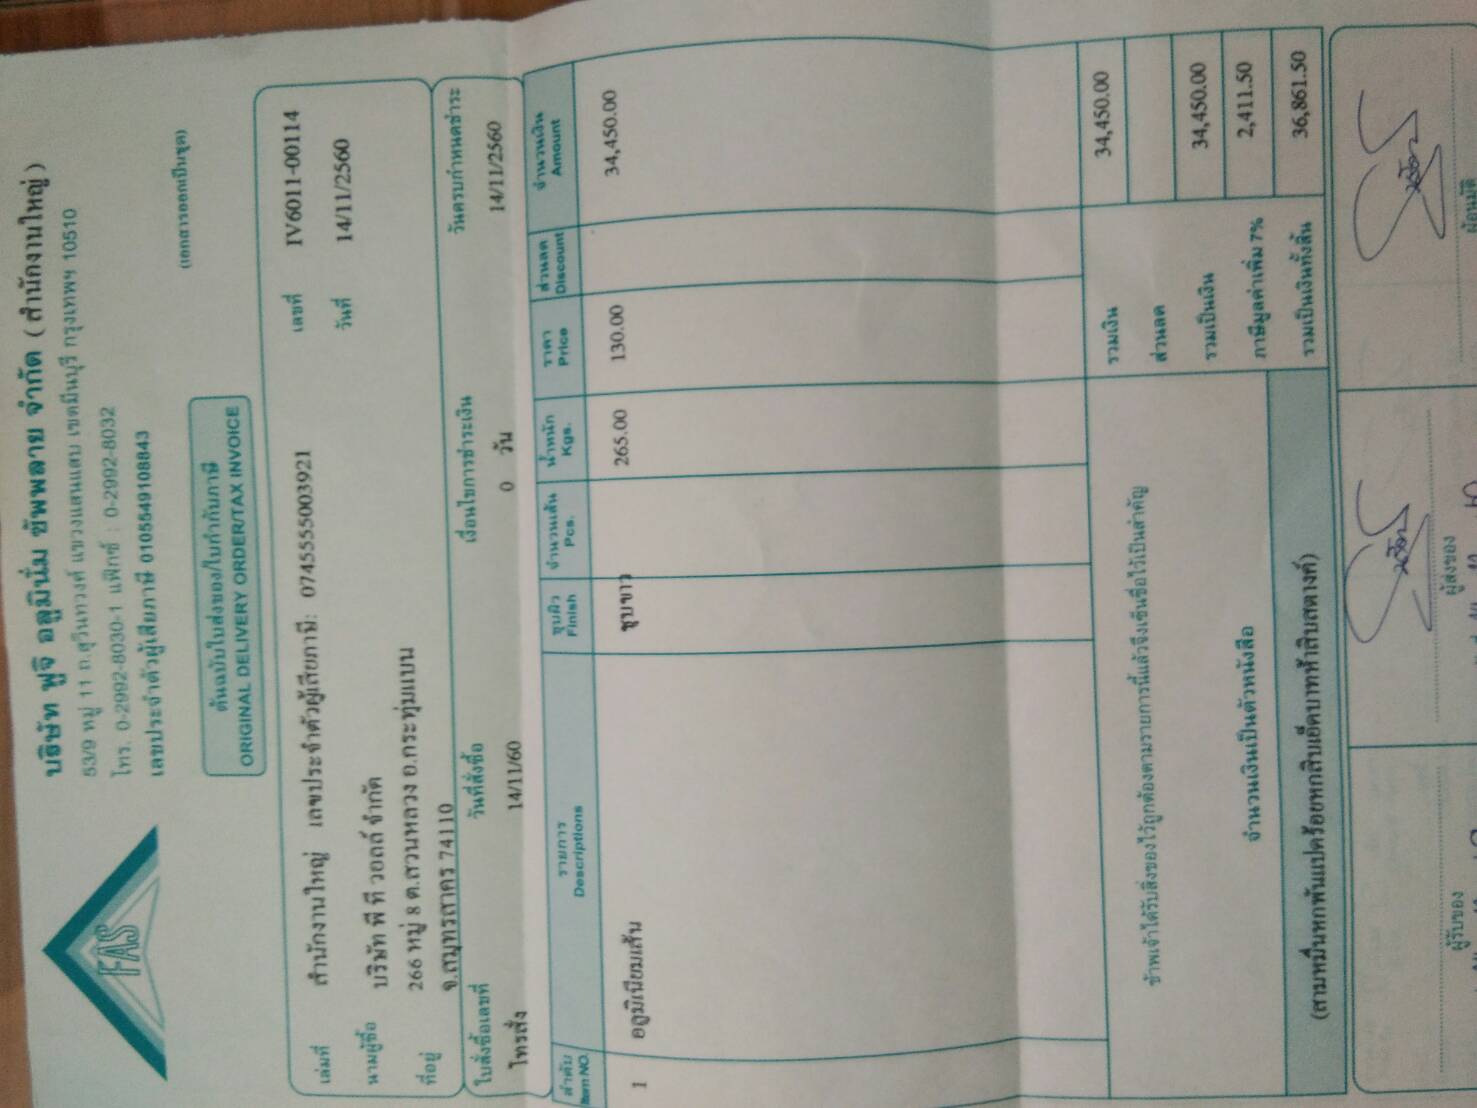 FAS
บริษัท ฟูจิ อลูมินั่ม ซัพพลาย จำกัด ( สำนักงานใหญ่ )
53/9 หมู่ 11 ถ.สุวินทวงศ์ แขวงแสนแสบ เขตมีนบุรี กรุงเทพฯ 10510
โทร. 0-2992-8030-1 แฟ็กซ์ : 0-2992-8032
เลขประจำตัวผู้เสียภาษี 0105549108843
(เอกสารออกเป็นชุด)
ต้นฉบับใบส่งของ/ใบกำกับภาษี
ORIGINAL DELIVERY ORDER/TAX INVOICE
เล่มที่ สำนักงานใหญ่ เลขประจำตัวผู้เสียภาษี: 0745555003921 เลขที่ IV6011-00114
นามผู้ซื้อ บริษัท พี ที วอลล์ จำกัด วันที่ 14/11/2560
ที่อยู่ 266 หมู่ 8 ต.สวนหลวง อ.กระทุ่มแบน
จ.สมุทรสาคร 74110
ใบสั่งซื้อเลขที่ วันที่สั่งซื้อ เงื่อนไขการชำระเงิน วันครบกำหนดชำระ
โทรสั่ง 14/11/60 0 วัน 14/11/2560
ลำดับ รายการ ชุบผิว จำนวนเส้น น้ำหนัก ราคา ส่วนลด จำนวนเงิน
Item NO. Descriptions Finish Pcs. Kgs. Price Discount Amount
1 อลูมิเนียมเส้น ชุบขาว 265.00 130.00 34,450.00
รวมเงิน 34,450.00
ข้าพเจ้าได้รับสิ่งของไว้ถูกต้องตามรายการนี้แล้วจึงเซ็นชื่อไว้เป็นสำคัญ ส่วนลด
รวมเป็นเงิน 34,450.00
จำนวนเงินเป็นตัวหนังสือ ภาษีมูลค่าเพิ่ม 7% 2,411.50
(สามหมื่นหกพันแปดร้อยหกสิบเอ็ดบาทห้าสิบสตางค์) รวมเป็นเงินทั้งสิ้น 36,861.50
ผู้รับของ ผู้ส่งของ ผู้อนุมัติ